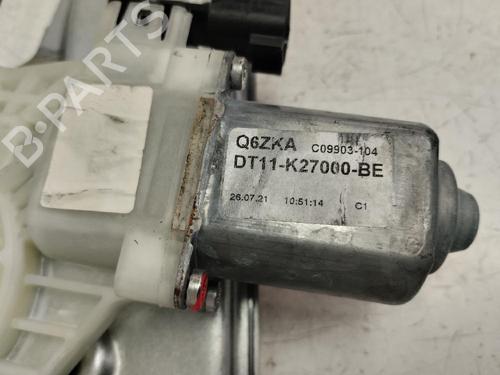 B-PARTS
Q6ZKA C09903-104
DT11-K27000-BE
26.07.21 10:51:14 C1